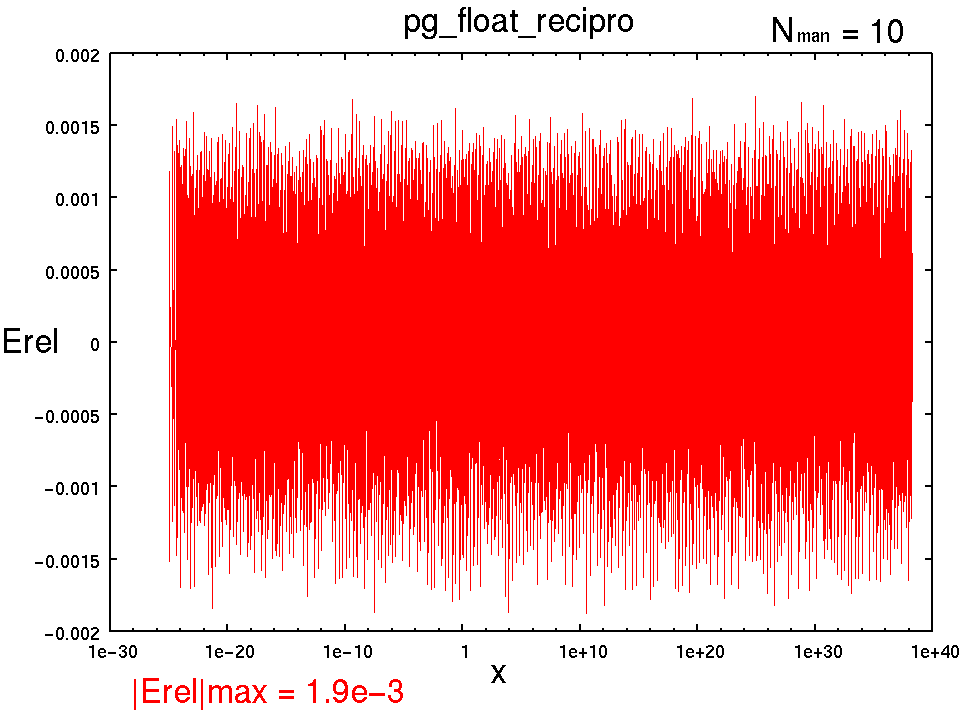 pg_float_recipro
Nman = 10
0.002
0.0015
0.001
0.0005
Erel
0
−0.0005
−0.001
−0.0015
−0.002
1e−30 1e−20 1e−10 1 1e+10 1e+20 1e+30 1e+40
x
|Erel|max = 1.9e−3